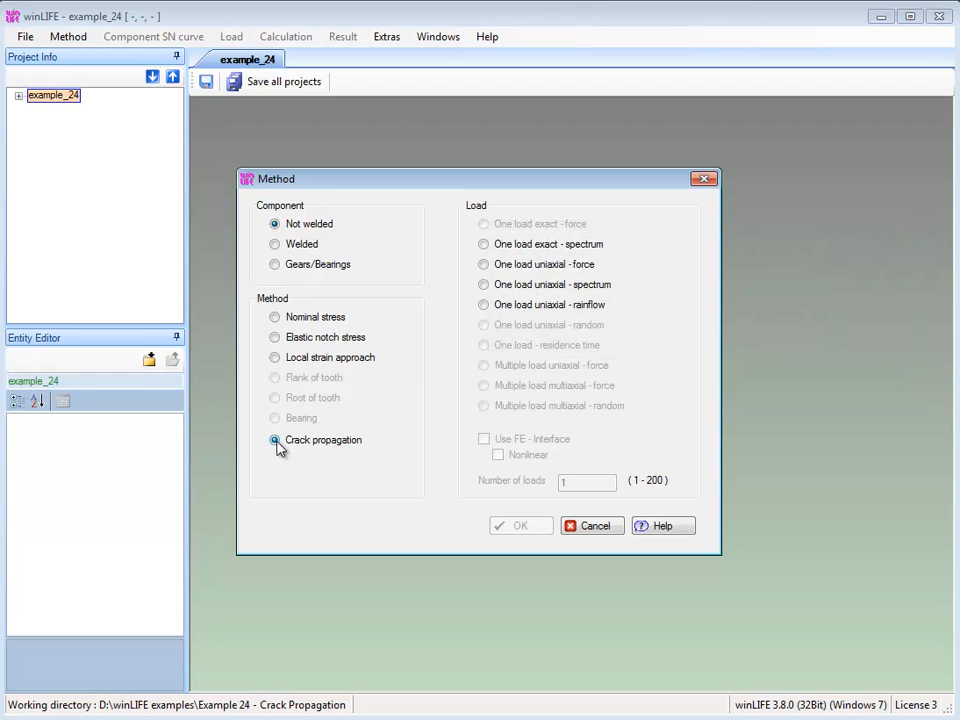 winLIFE - example_24 [ -, -, - ]
File Method Component SN curve Load Calculation Result Extras Windows Help
Project Info
example_24
example_24
Save all projects
Entity Editor
example_24
Method
Component
Not welded
Welded
Gears/Bearings
Method
Nominal stress
Elastic notch stress
Local strain approach
Flank of tooth
Root of tooth
Bearing
Crack propagation
Load
One load exact - force
One load exact - spectrum
One load uniaxial - force
One load uniaxial - spectrum
One load uniaxial - rainflow
One load uniaxial - random
One load - residence time
Multiple load uniaxial - force
Multiple load multiaxial - force
Multiple load multiaxial - random
Use FE - Interface
Nonlinear
Number of loads 1 ( 1 - 200 )
OK Cancel Help
Working directory : D:\winLIFE examples\Example 24 - Crack Propagation
winLIFE 3.8.0 (32Bit) (Windows 7) License 3